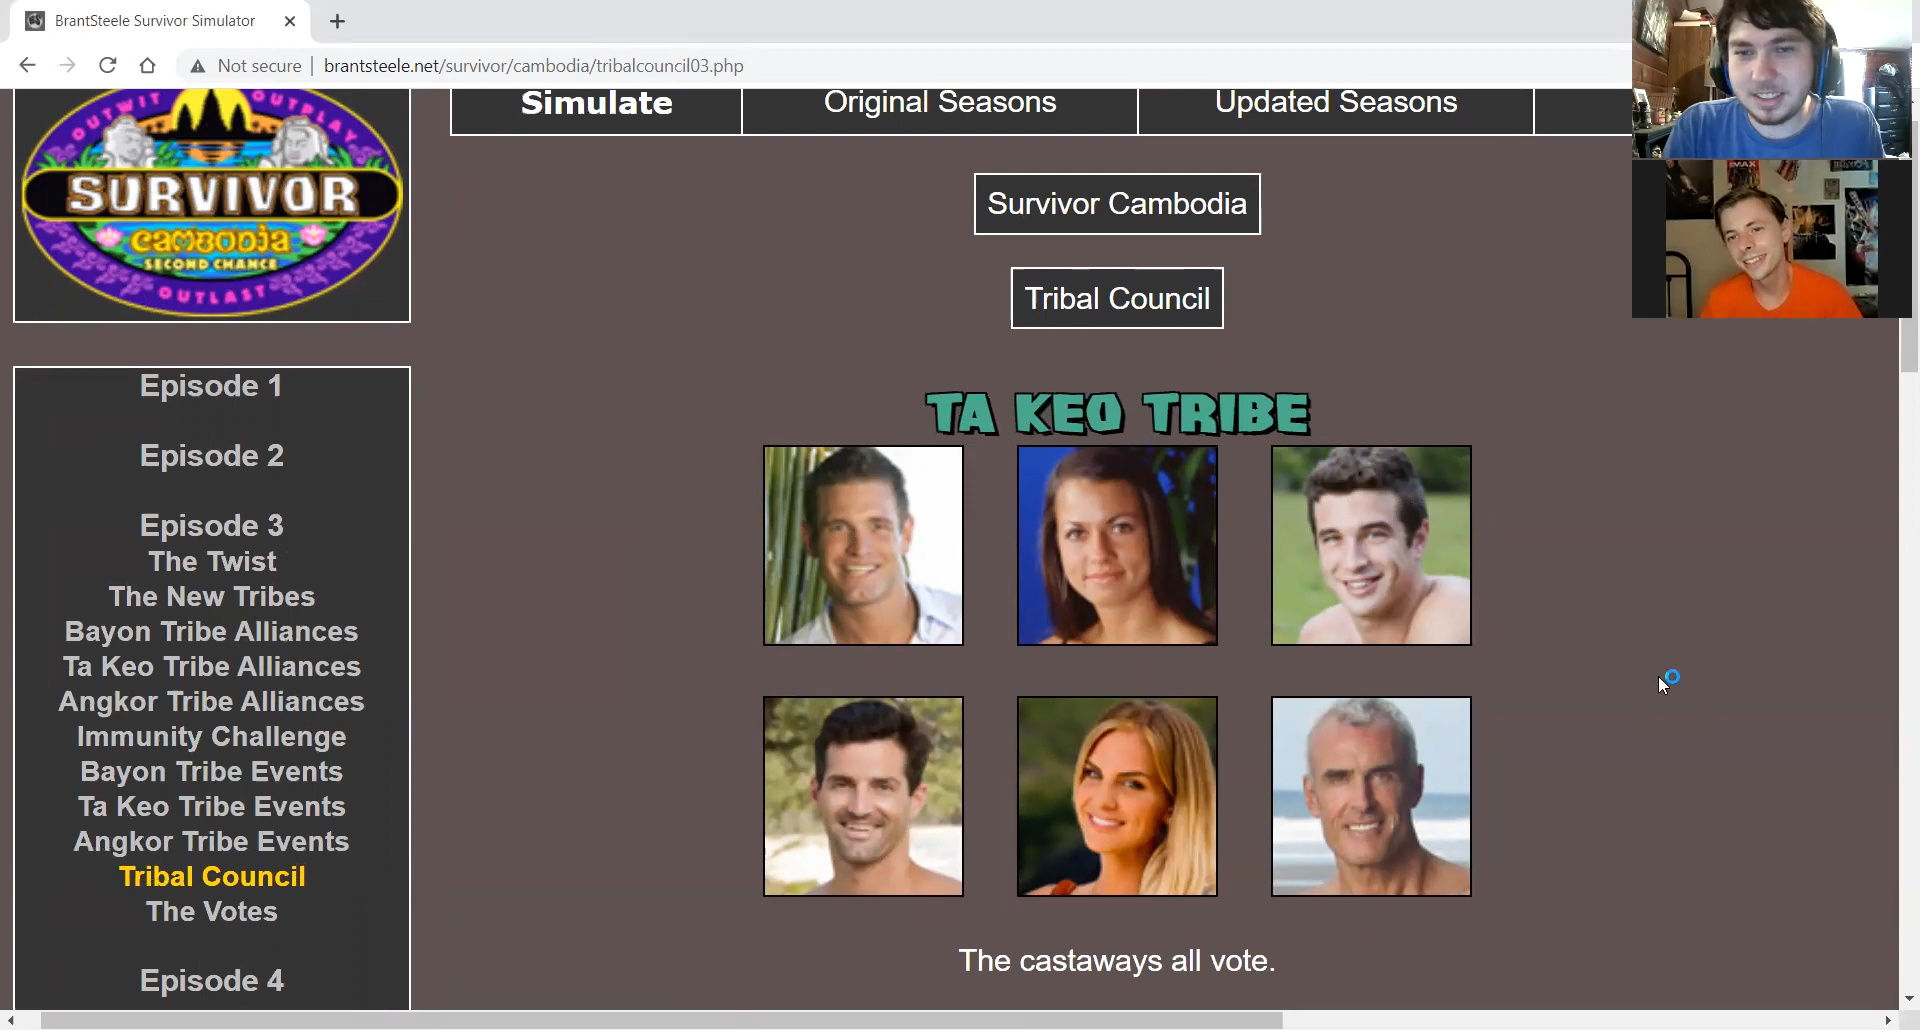 BrantSteele Survivor Simulator
Not secure
brantsteele.net/survivor/cambodia/tribalcouncil03.php
OUTWIT OUTPLAY
SURVIVOR
CAMBODIA
SECOND CHANCE
OUTLAST
Simulate
Original Seasons
Updated Seasons
Survivor Cambodia
Tribal Council
Episode 1
Episode 2
Episode 3
The Twist
The New Tribes
Bayon Tribe Alliances
Ta Keo Tribe Alliances
Angkor Tribe Alliances
Immunity Challenge
Bayon Tribe Events
Ta Keo Tribe Events
Angkor Tribe Events
Tribal Council
The Votes
Episode 4
TA KEO TRIBE
The castaways all vote.
IMAX